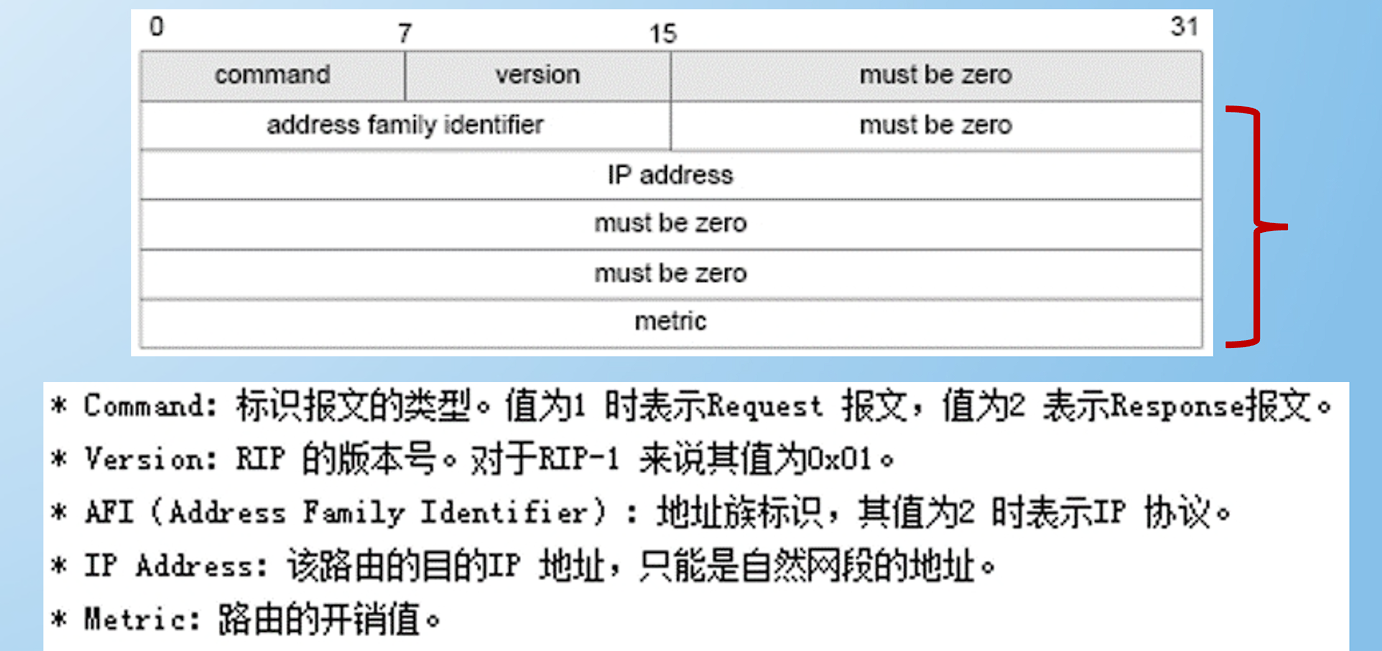 0 7 15 31
command version must be zero
address family identifier must be zero
IP address
must be zero
must be zero
metric
* Command: 标识报文的类型。值为1 时表示Request 报文，值为2 表示Response报文。
* Version: RIP 的版本号。对于RIP-1 来说其值为0x01。
* AFI（Address Family Identifier）: 地址族标识，其值为2 时表示IP 协议。
* IP Address: 该路由的目的IP 地址，只能是自然网段的地址。
* Metric: 路由的开销值。